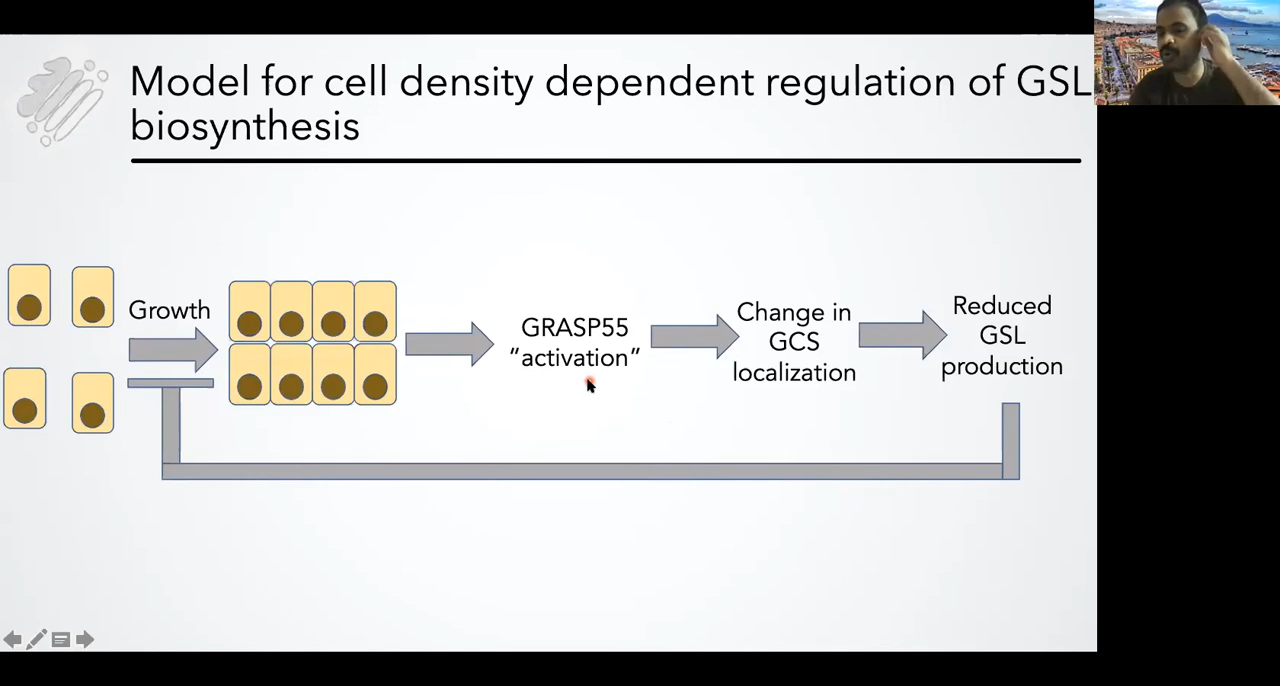 Model for cell density dependent regulation of GSL
biosynthesis
Growth
GRASP55
”activation”
Change in
GCS
localization
Reduced
GSL
production